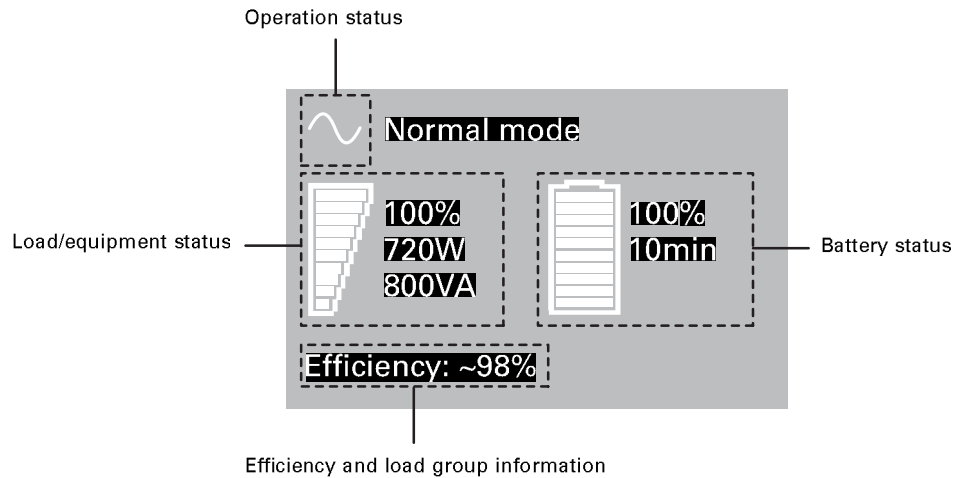 Operation status
Normal mode
Load/equipment status
100%
720W
800VA
100%
10min
Battery status
Efficiency: ~98%
Efficiency and load group information